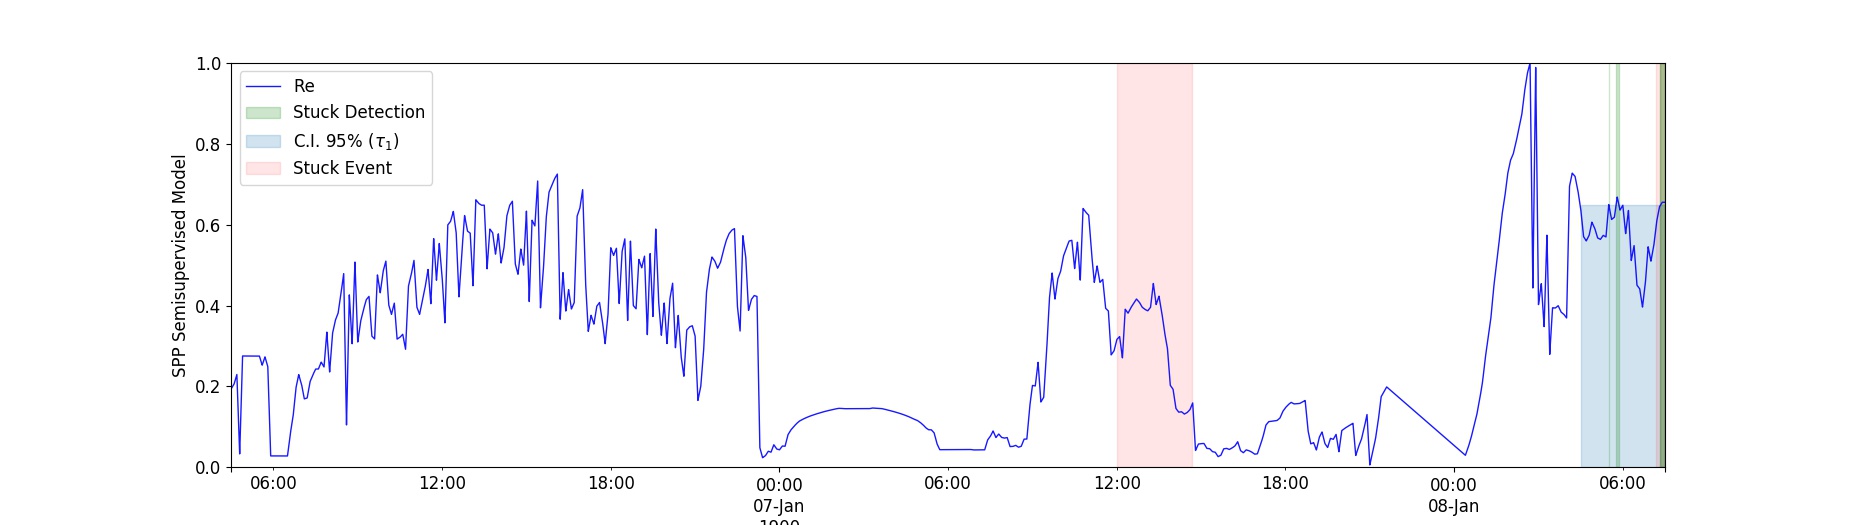 1.0
0.8
0.6
0.4
0.2
0.0
SPP Semisupervised Model
Re
Stuck Detection
C.I. 95% (τ₁)
Stuck Event
06:00 12:00 18:00 00:00 06:00 12:00 18:00 00:00 06:00
07-Jan 08-Jan
1900